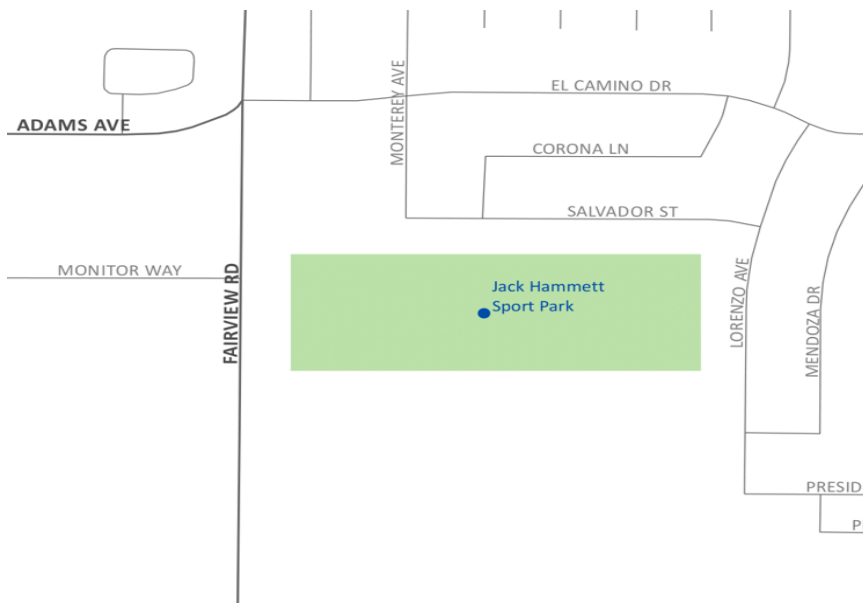 EL CAMINO DR
ADAMS AVE
MONTEREY AVE
CORONA LN
SALVADOR ST
MONITOR WAY
FAIRVIEW RD
Jack Hammett
Sport Park
LORENZO AVE
MENDOZA DR
PRESID